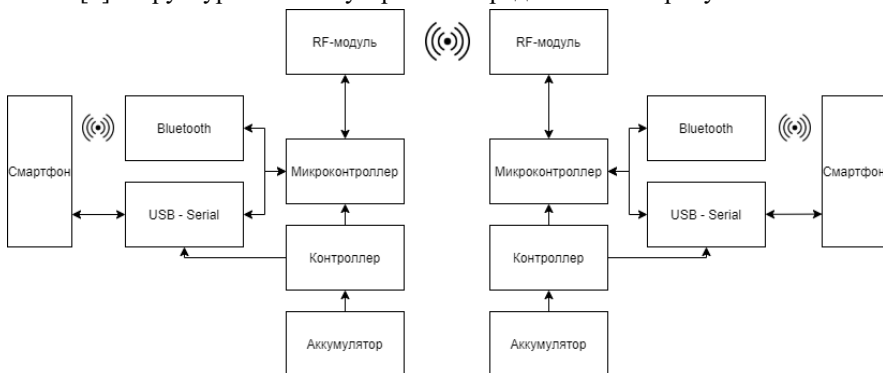 RF-модуль
RF-модуль
Bluetooth
Bluetooth
Смартфон
Микроконтроллер
Микроконтроллер
Смартфон
USB - Serial
USB - Serial
Контроллер
Контроллер
Аккумулятор
Аккумулятор